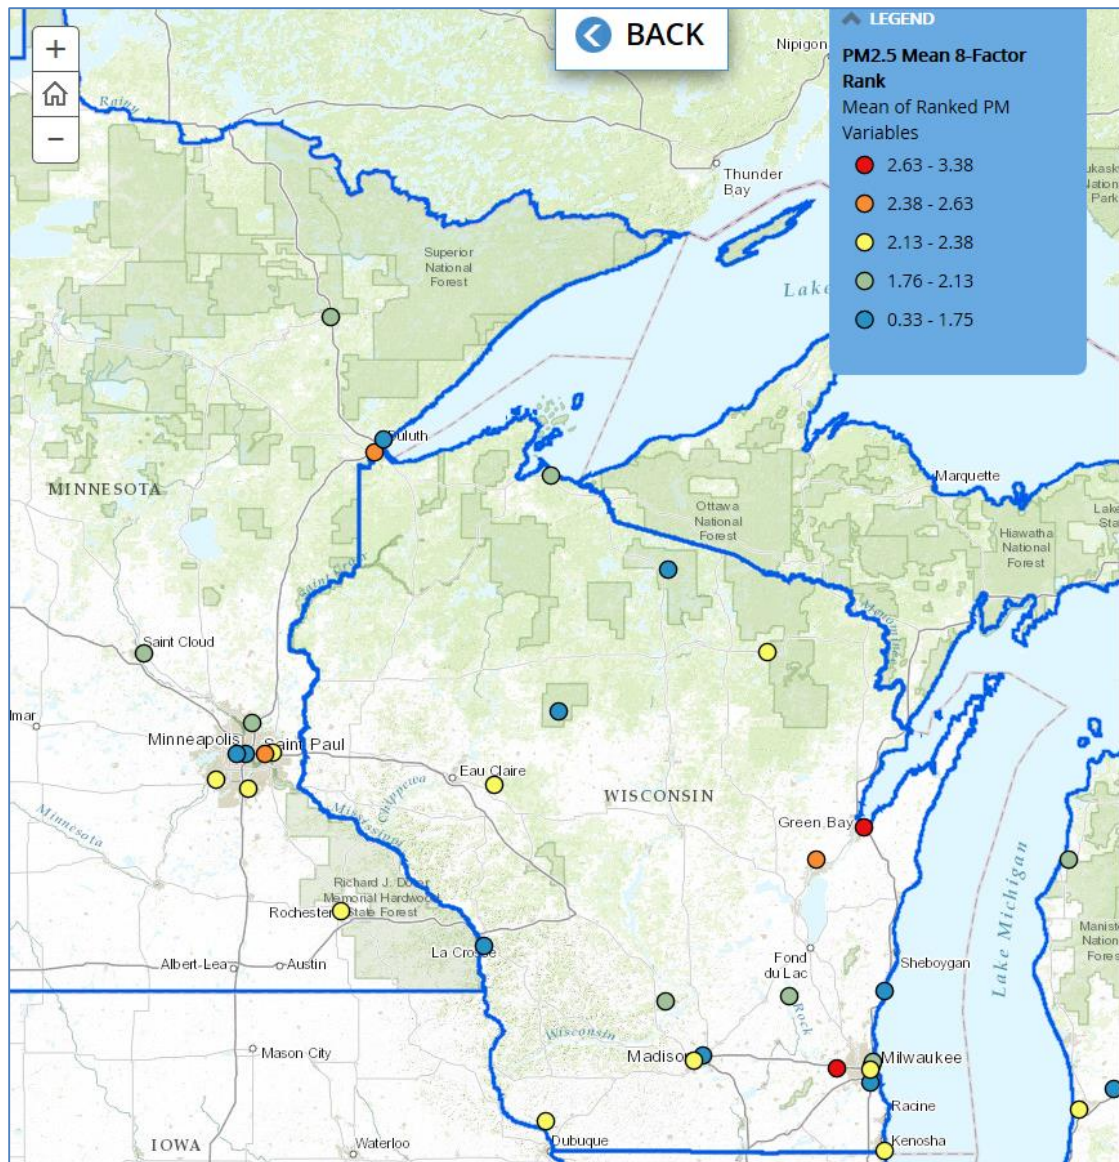 +
−
BACK
LEGEND
PM2.5 Mean 8-Factor
Rank
Mean of Ranked PM
Variables
2.63 - 3.38
2.38 - 2.63
2.13 - 2.38
1.76 - 2.13
0.33 - 1.75
Nipigon
Rainy
Thunder
Bay
Park
Superior
National
Forest
Lake
Duluth
MINNESOTA
Marquette
Ottawa
National
Forest
Hiawatha
National
Forest
Saint Croix
Menominee
Saint Cloud
Minneapolis
Saint Paul
Eau Claire
Chippewa
WISCONSIN
Minnesota
Mississippi
Green Bay
Richard J. Dorer
Memorial Hardwood
State Forest
Rochester
La Crosse
Lake Michigan
Albert-Lea
Austin
Fond
du Lac
Sheboygan
Rock
Wisconsin
Mason City
Madison
Milwaukee
Racine
IOWA
Waterloo
Dubuque
Kenosha